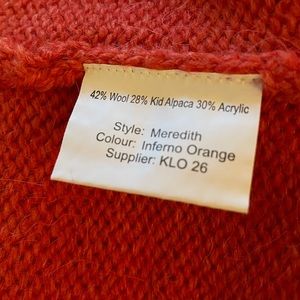 42% Wool 28% Kid Alpaca 30% Acrylic
Style: Meredith
Colour: Inferno Orange
Supplier: KLO 26